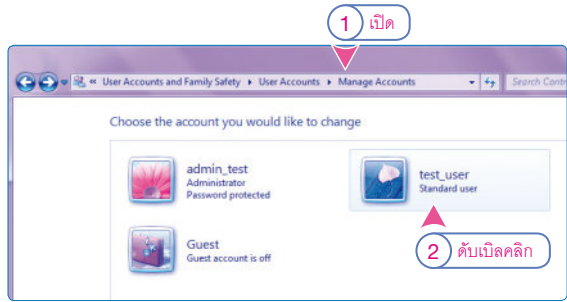 1 เปิด
« User Accounts and Family Safety ▸ User Accounts ▸ Manage Accounts Search Contr
Choose the account you would like to change
admin_test
Administrator
Password protected
test_user
Standard user
Guest
Guest account is off
2 ดับเบิลคลิก